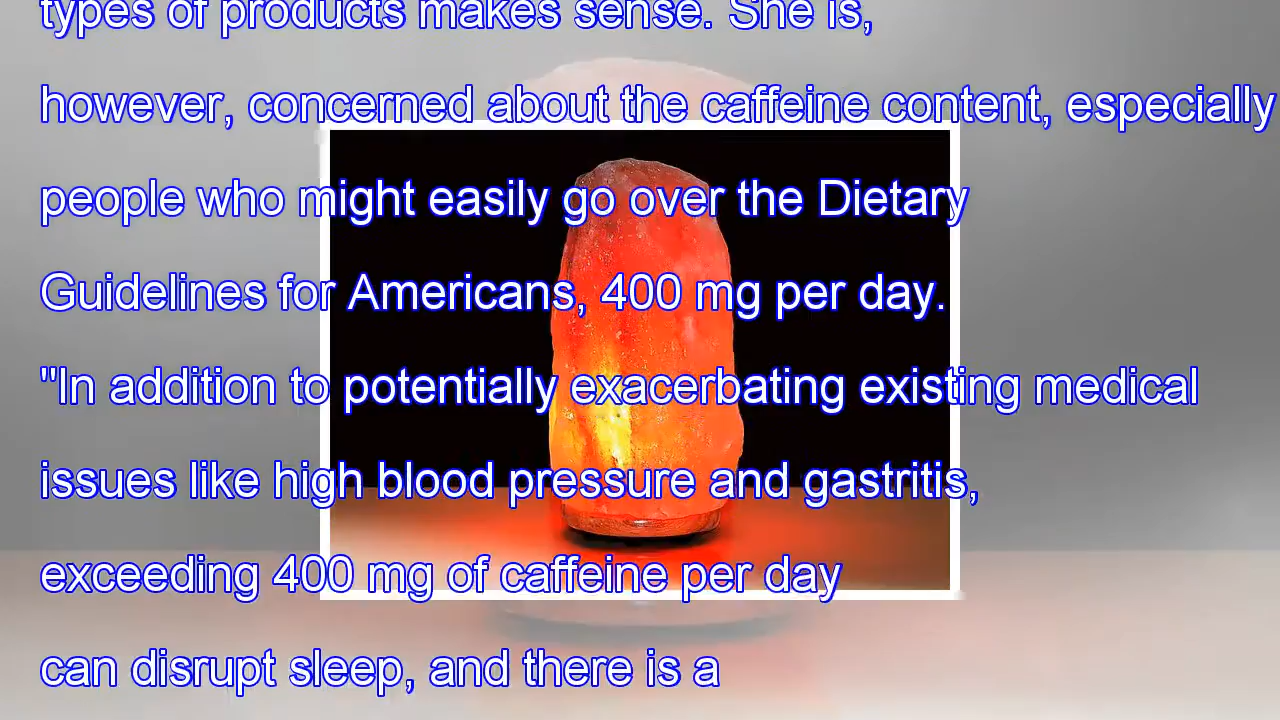 types of products makes sense. She is,
however, concerned about the caffeine content, especially
people who might easily go over the Dietary
Guidelines for Americans, 400 mg per day.
"In addition to potentially exacerbating existing medical
issues like high blood pressure and gastritis,
exceeding 400 mg of caffeine per day
can disrupt sleep, and there is a